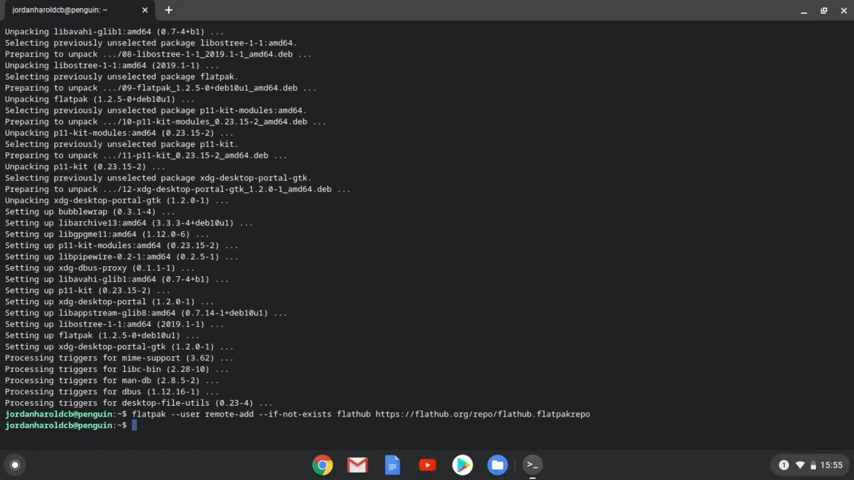 jordanharoldcb@penguin: ~
Unpacking libavahi-glib1:amd64 (0.7-4+b1) ...
Selecting previously unselected package libostree-1-1:amd64.
Preparing to unpack .../08-libostree-1-1_2019.1-1_amd64.deb ...
Unpacking libostree-1-1:amd64 (2019.1-1) ...
Selecting previously unselected package flatpak.
Preparing to unpack .../09-flatpak_1.2.5-0+deb10u1_amd64.deb ...
Unpacking flatpak (1.2.5-0+deb10u1) ...
Selecting previously unselected package p11-kit-modules:amd64.
Preparing to unpack .../10-p11-kit-modules_0.23.15-2_amd64.deb ...
Unpacking p11-kit-modules:amd64 (0.23.15-2) ...
Selecting previously unselected package p11-kit.
Preparing to unpack .../11-p11-kit_0.23.15-2_amd64.deb ...
Unpacking p11-kit (0.23.15-2) ...
Selecting previously unselected package xdg-desktop-portal-gtk.
Preparing to unpack .../12-xdg-desktop-portal-gtk_1.2.0-1_amd64.deb ...
Unpacking xdg-desktop-portal-gtk (1.2.0-1) ...
Setting up bubblewrap (0.3.1-4) ...
Setting up libarchive13:amd64 (3.3.3-4+deb10u1) ...
Setting up libgpgme11:amd64 (1.12.0-6) ...
Setting up p11-kit-modules:amd64 (0.23.15-2) ...
Setting up libpipewire-0.2-1:amd64 (0.2.5-1) ...
Setting up xdg-dbus-proxy (0.1.1-1) ...
Setting up libavahi-glib1:amd64 (0.7-4+b1) ...
Setting up p11-kit (0.23.15-2) ...
Setting up xdg-desktop-portal (1.2.0-1) ...
Setting up libappstream-glib8:amd64 (0.7.14-1+deb10u1) ...
Setting up libostree-1-1:amd64 (2019.1-1) ...
Setting up flatpak (1.2.5-0+deb10u1) ...
Setting up xdg-desktop-portal-gtk (1.2.0-1) ...
Processing triggers for mime-support (3.62) ...
Processing triggers for libc-bin (2.28-10) ...
Processing triggers for man-db (2.8.5-2) ...
Processing triggers for dbus (1.12.16-1) ...
Processing triggers for desktop-file-utils (0.23-4) ...
jordanharoldcb@penguin:~$ flatpak --user remote-add --if-not-exists flathub https://flathub.org/repo/flathub.flatpakrepo
jordanharoldcb@penguin:~$
1 15:55